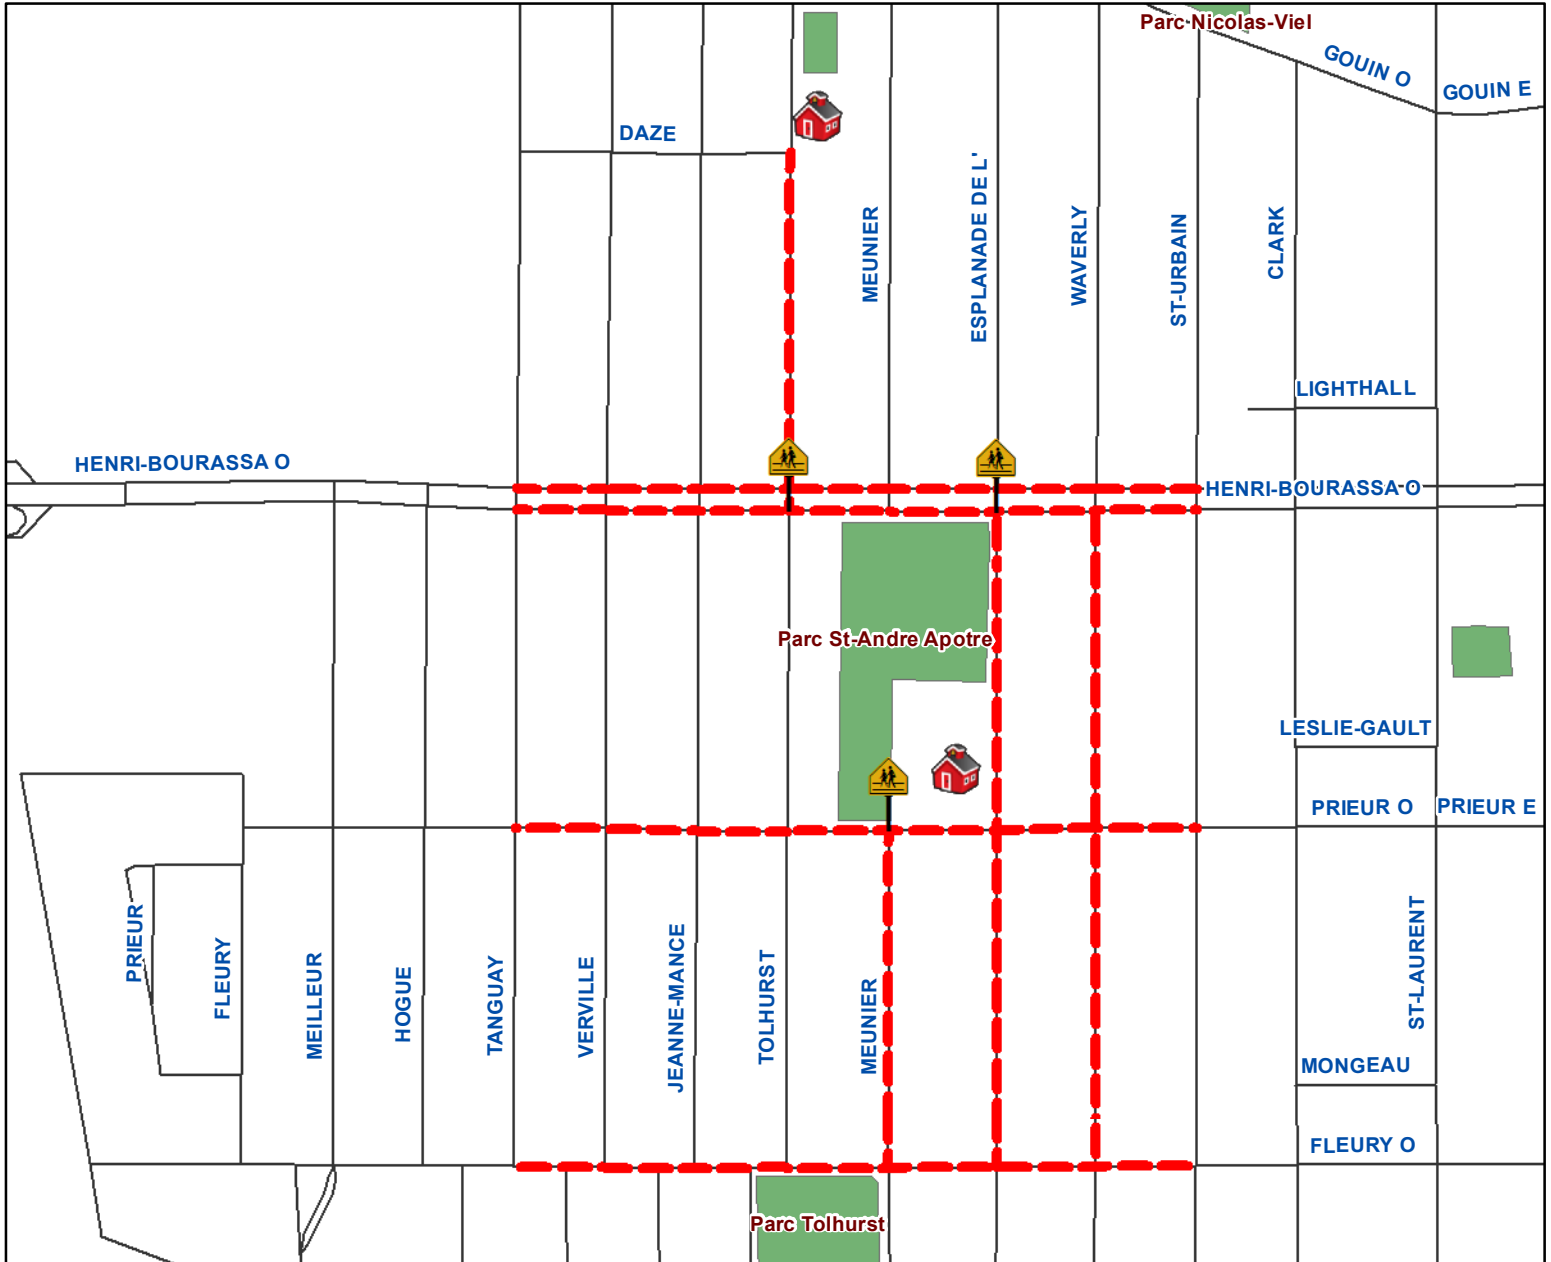 Parc Nicolas-Viel
GOUIN O
GOUIN E
DAZE
MEUNIER
ESPLANADE DE L'
WAVERLY
ST-URBAIN
CLARK
LIGHTHALL
HENRI-BOURASSA O
HENRI-BOURASSA O
Parc St-Andre Apotre
LESLIE-GAULT
PRIEUR O
PRIEUR E
PRIEUR
FLEURY
MEILLEUR
HOGUE
TANGUAY
VERVILLE
JEANNE-MANCE
TOLHURST
MEUNIER
ST-LAURENT
MONGEAU
FLEURY O
Parc Tolhurst